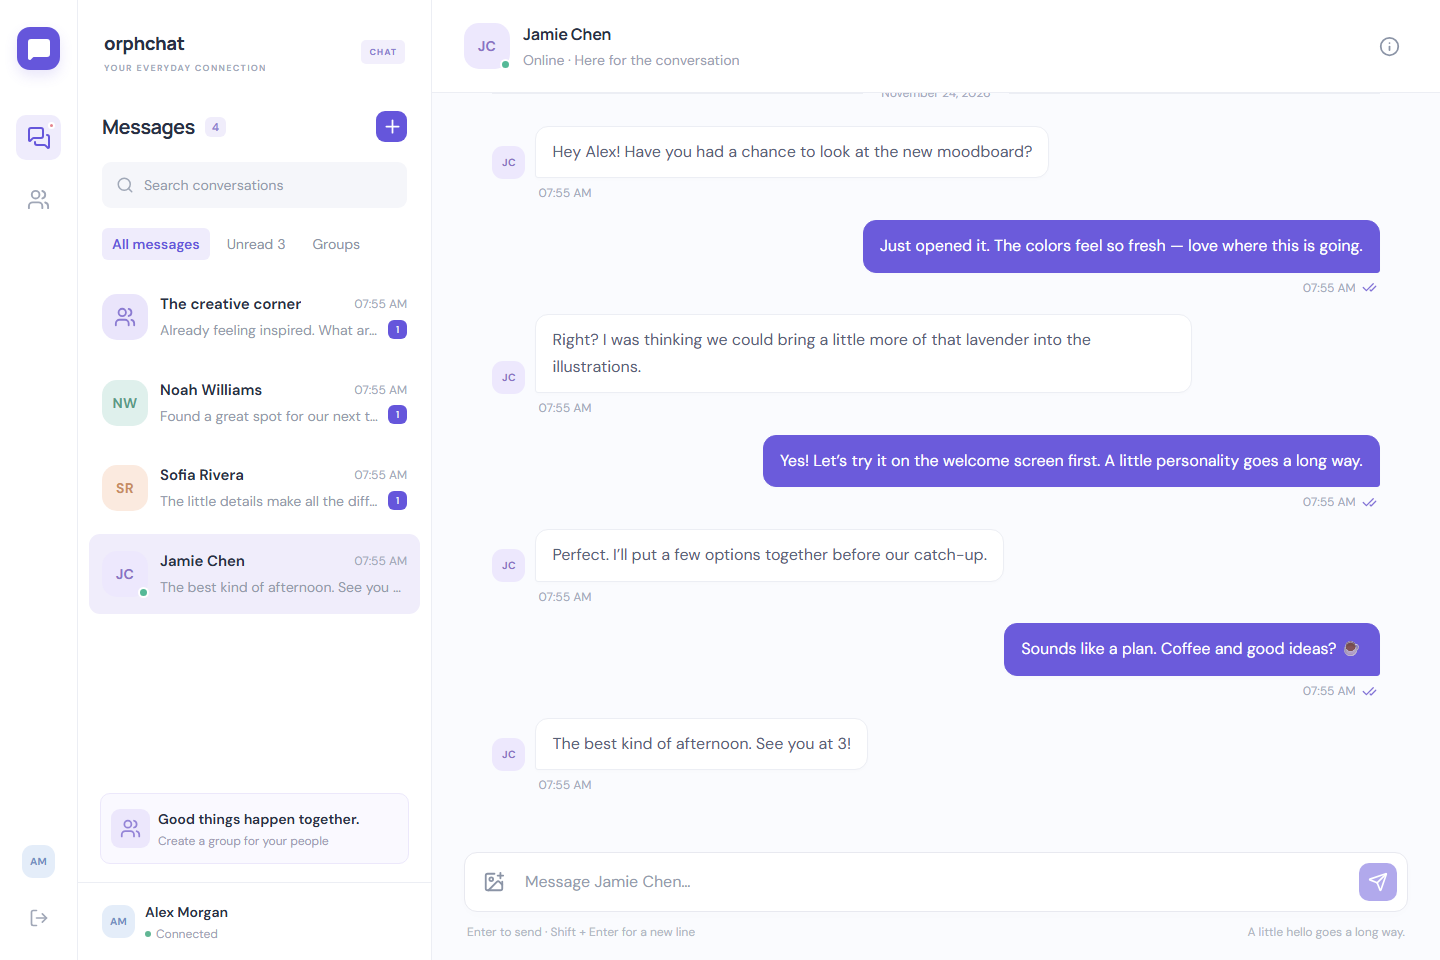 orphchat
YOUR EVERYDAY CONNECTION
CHAT
Messages 4
Search conversations
All messages Unread 3 Groups
The creative corner 07:55 AM
Already feeling inspired. What ar... 1
NW Noah Williams 07:55 AM
Found a great spot for our next t... 1
SR Sofia Rivera 07:55 AM
The little details make all the diff... 1
JC Jamie Chen 07:55 AM
The best kind of afternoon. See you ...
Good things happen together.
Create a group for your people
AM
AM Alex Morgan
Connected
JC Jamie Chen
Online · Here for the conversation
November 24, 2026
JC Hey Alex! Have you had a chance to look at the new moodboard?
07:55 AM
Just opened it. The colors feel so fresh — love where this is going.
07:55 AM
Right? I was thinking we could bring a little more of that lavender into the
illustrations.
JC
07:55 AM
Yes! Let’s try it on the welcome screen first. A little personality goes a long way.
07:55 AM
JC Perfect. I’ll put a few options together before our catch-up.
07:55 AM
Sounds like a plan. Coffee and good ideas? ☕
07:55 AM
JC The best kind of afternoon. See you at 3!
07:55 AM
Message Jamie Chen...
Enter to send · Shift + Enter for a new line
A little hello goes a long way.